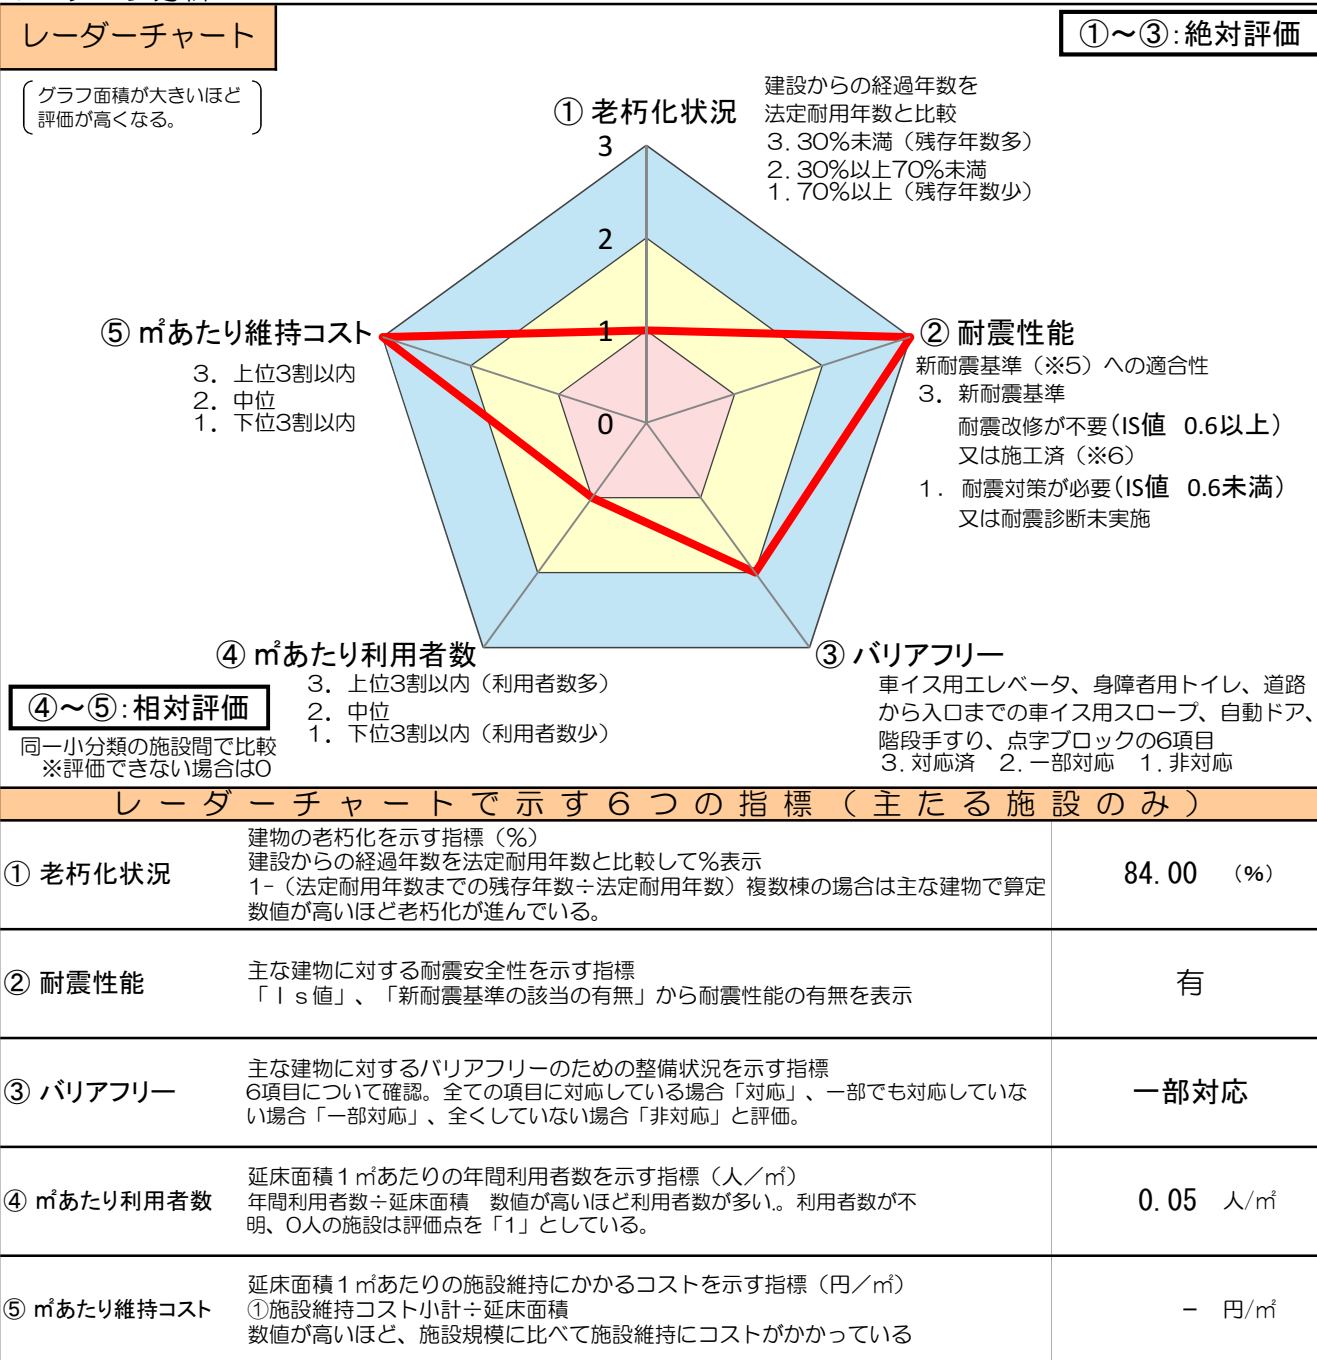 レーダーチャート
①～③:絶対評価
グラフ面積が大きいほど
評価が高くなる。
① 老朽化状況
建設からの経過年数を
法定耐用年数と比較
３. 30%未満（残存年数多）
２. 30%以上70%未満
１. 70%以上（残存年数少）
3
2
1
0
⑤ ㎡あたり維持コスト
３．上位3割以内
２．中位
１．下位3割以内
② 耐震性能
新耐震基準（※5）への適合性
３．新耐震基準
耐震改修が不要(IS値 0.6以上)
又は施工済（※6）
１．耐震対策が必要(IS値 0.6未満)
又は耐震診断未実施
④ ㎡あたり利用者数
３．上位3割以内（利用者数多）
２．中位
１．下位3割以内（利用者数少）
③ バリアフリー
車イス用エレベータ、身障者用トイレ、道路
から入口までの車イス用スロープ、自動ドア、
階段手すり、点字ブロックの6項目
３. 対応済 ２. 一部対応 １. 非対応
④～⑤:相対評価
同一小分類の施設間で比較
※評価できない場合は0
レーダーチャートで示す６つの指標（主たる施設のみ）
① 老朽化状況
建物の老朽化を示す指標（％）
建設からの経過年数を法定耐用年数と比較して%表示
1-（法定耐用年数までの残存年数÷法定耐用年数）複数棟の場合は主な建物で算定
数値が高いほど老朽化が進んでいる。
84.00 （%）
② 耐震性能
主な建物に対する耐震安全性を示す指標
「Ｉｓ値」、「新耐震基準の該当の有無」から耐震性能の有無を表示
有
③ バリアフリー
主な建物に対するバリアフリーのための整備状況を示す指標
6項目について確認。全ての項目に対応している場合「対応」、一部でも対応していな
い場合「一部対応」、全くしていない場合「非対応」と評価。
一部対応
④ ㎡あたり利用者数
延床面積１㎡あたりの年間利用者数を示す指標（人／㎡）
年間利用者数÷延床面積　数値が高いほど利用者数が多い。利用者数が不
明、0人の施設は評価点を「1」としている。
0.05 人/㎡
⑤ ㎡あたり維持コスト
延床面積１㎡あたりの施設維持にかかるコストを示す指標（円／㎡）
①施設維持コスト小計÷延床面積
数値が高いほど、施設規模に比べて施設維持にコストがかかっている
- 円/㎡